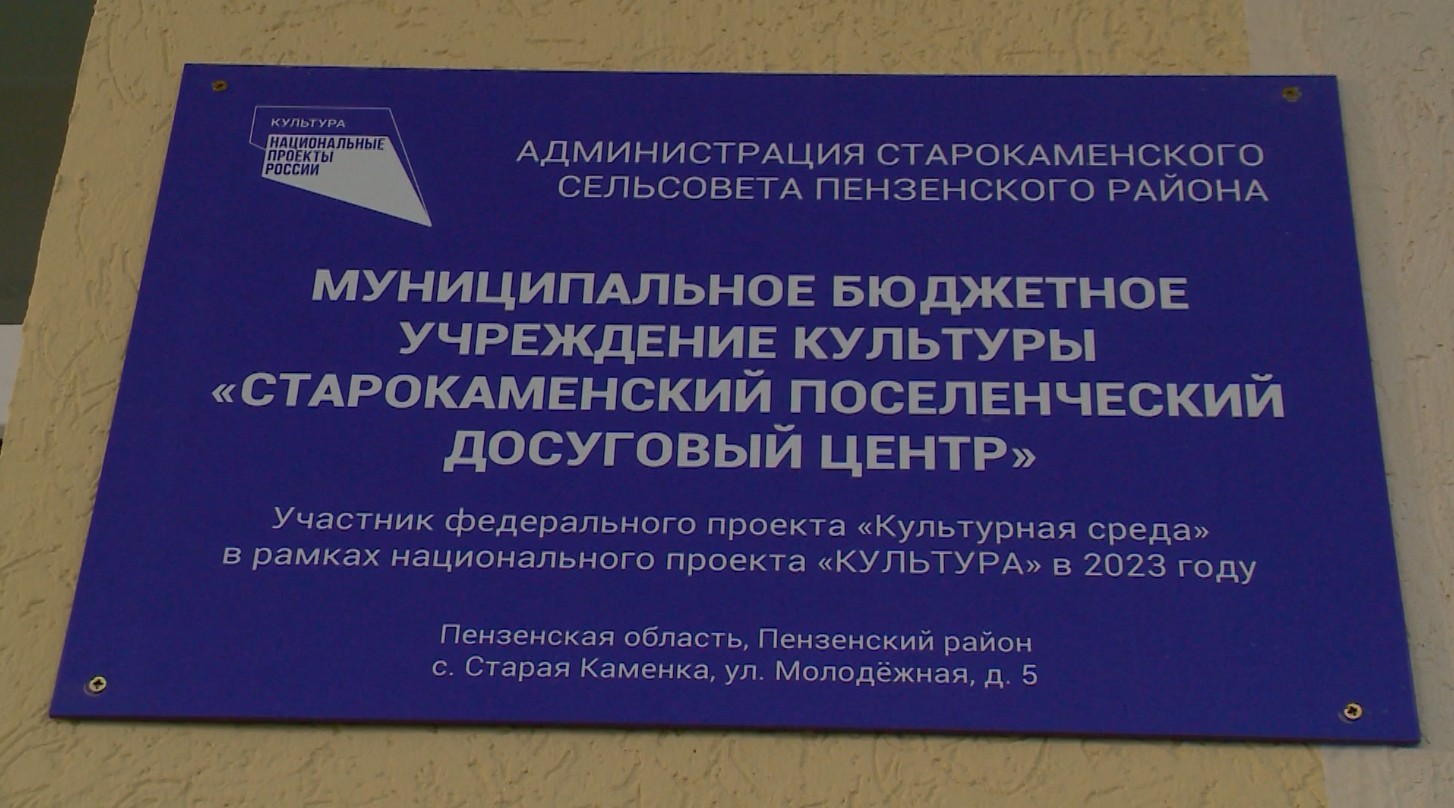 КУЛЬТУРА
НАЦИОНАЛЬНЫЕ
ПРОЕКТЫ
РОССИИ
АДМИНИСТРАЦИЯ СТАРОКАМЕНСКОГО
СЕЛЬСОВЕТА ПЕНЗЕНСКОГО РАЙОНА
МУНИЦИПАЛЬНОЕ БЮДЖЕТНОЕ
УЧРЕЖДЕНИЕ КУЛЬТУРЫ
«СТАРОКАМЕНСКИЙ ПОСЕЛЕНЧЕСКИЙ
ДОСУГОВЫЙ ЦЕНТР»
Участник федерального проекта «Культурная среда»
в рамках национального проекта «КУЛЬТУРА» в 2023 году
Пензенская область, Пензенский район
с. Старая Каменка, ул. Молодёжная, д. 5